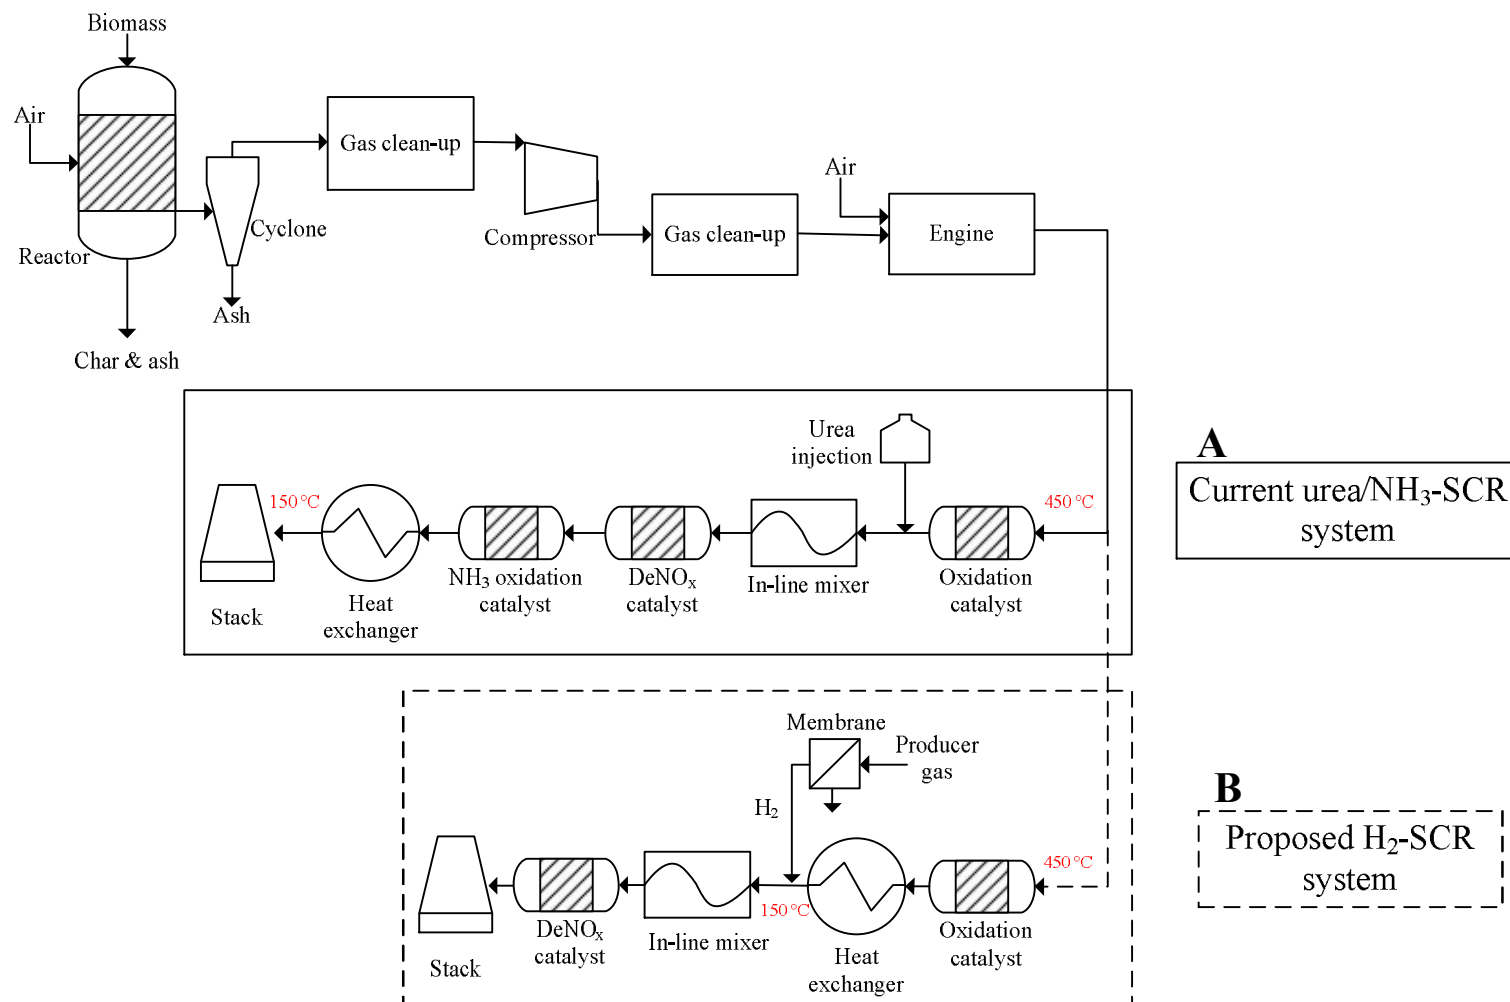 Biomass
Air
Reactor
Char & ash
Cyclone
Ash
Gas clean-up
Compressor
Gas clean-up
Air
Engine
A
Current urea/NH₃-SCR
system
Urea
injection
150 °C
450 °C
Stack
Heat
exchanger
NH₃ oxidation
catalyst
DeNOₓ
catalyst
In-line mixer
Oxidation
catalyst
B
Proposed H₂-SCR
system
Membrane
Producer
gas
H₂
450 °C
150 °C
Stack
DeNOₓ
catalyst
In-line mixer
Heat
exchanger
Oxidation
catalyst